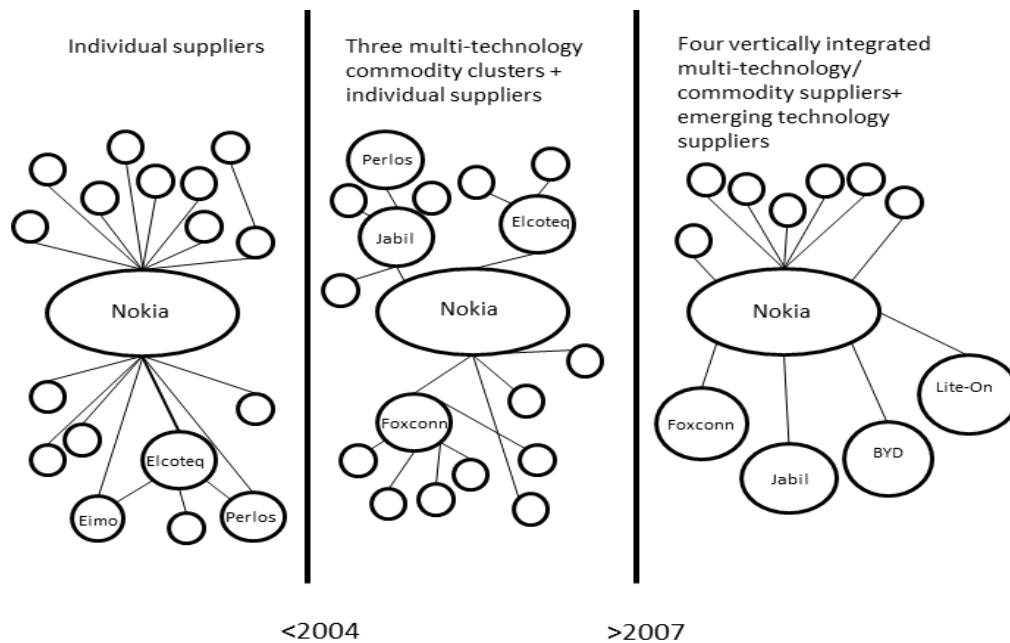 Individual suppliers
Nokia
Elcoteq
Eimo
Perlos
Three multi-technology
commodity clusters +
individual suppliers
Perlos
Elcoteq
Jabil
Nokia
Foxconn
Four vertically integrated
multi-technology/
commodity suppliers+
emerging technology
suppliers
Nokia
Lite-On
Foxconn
BYD
Jabil
<2004
>2007